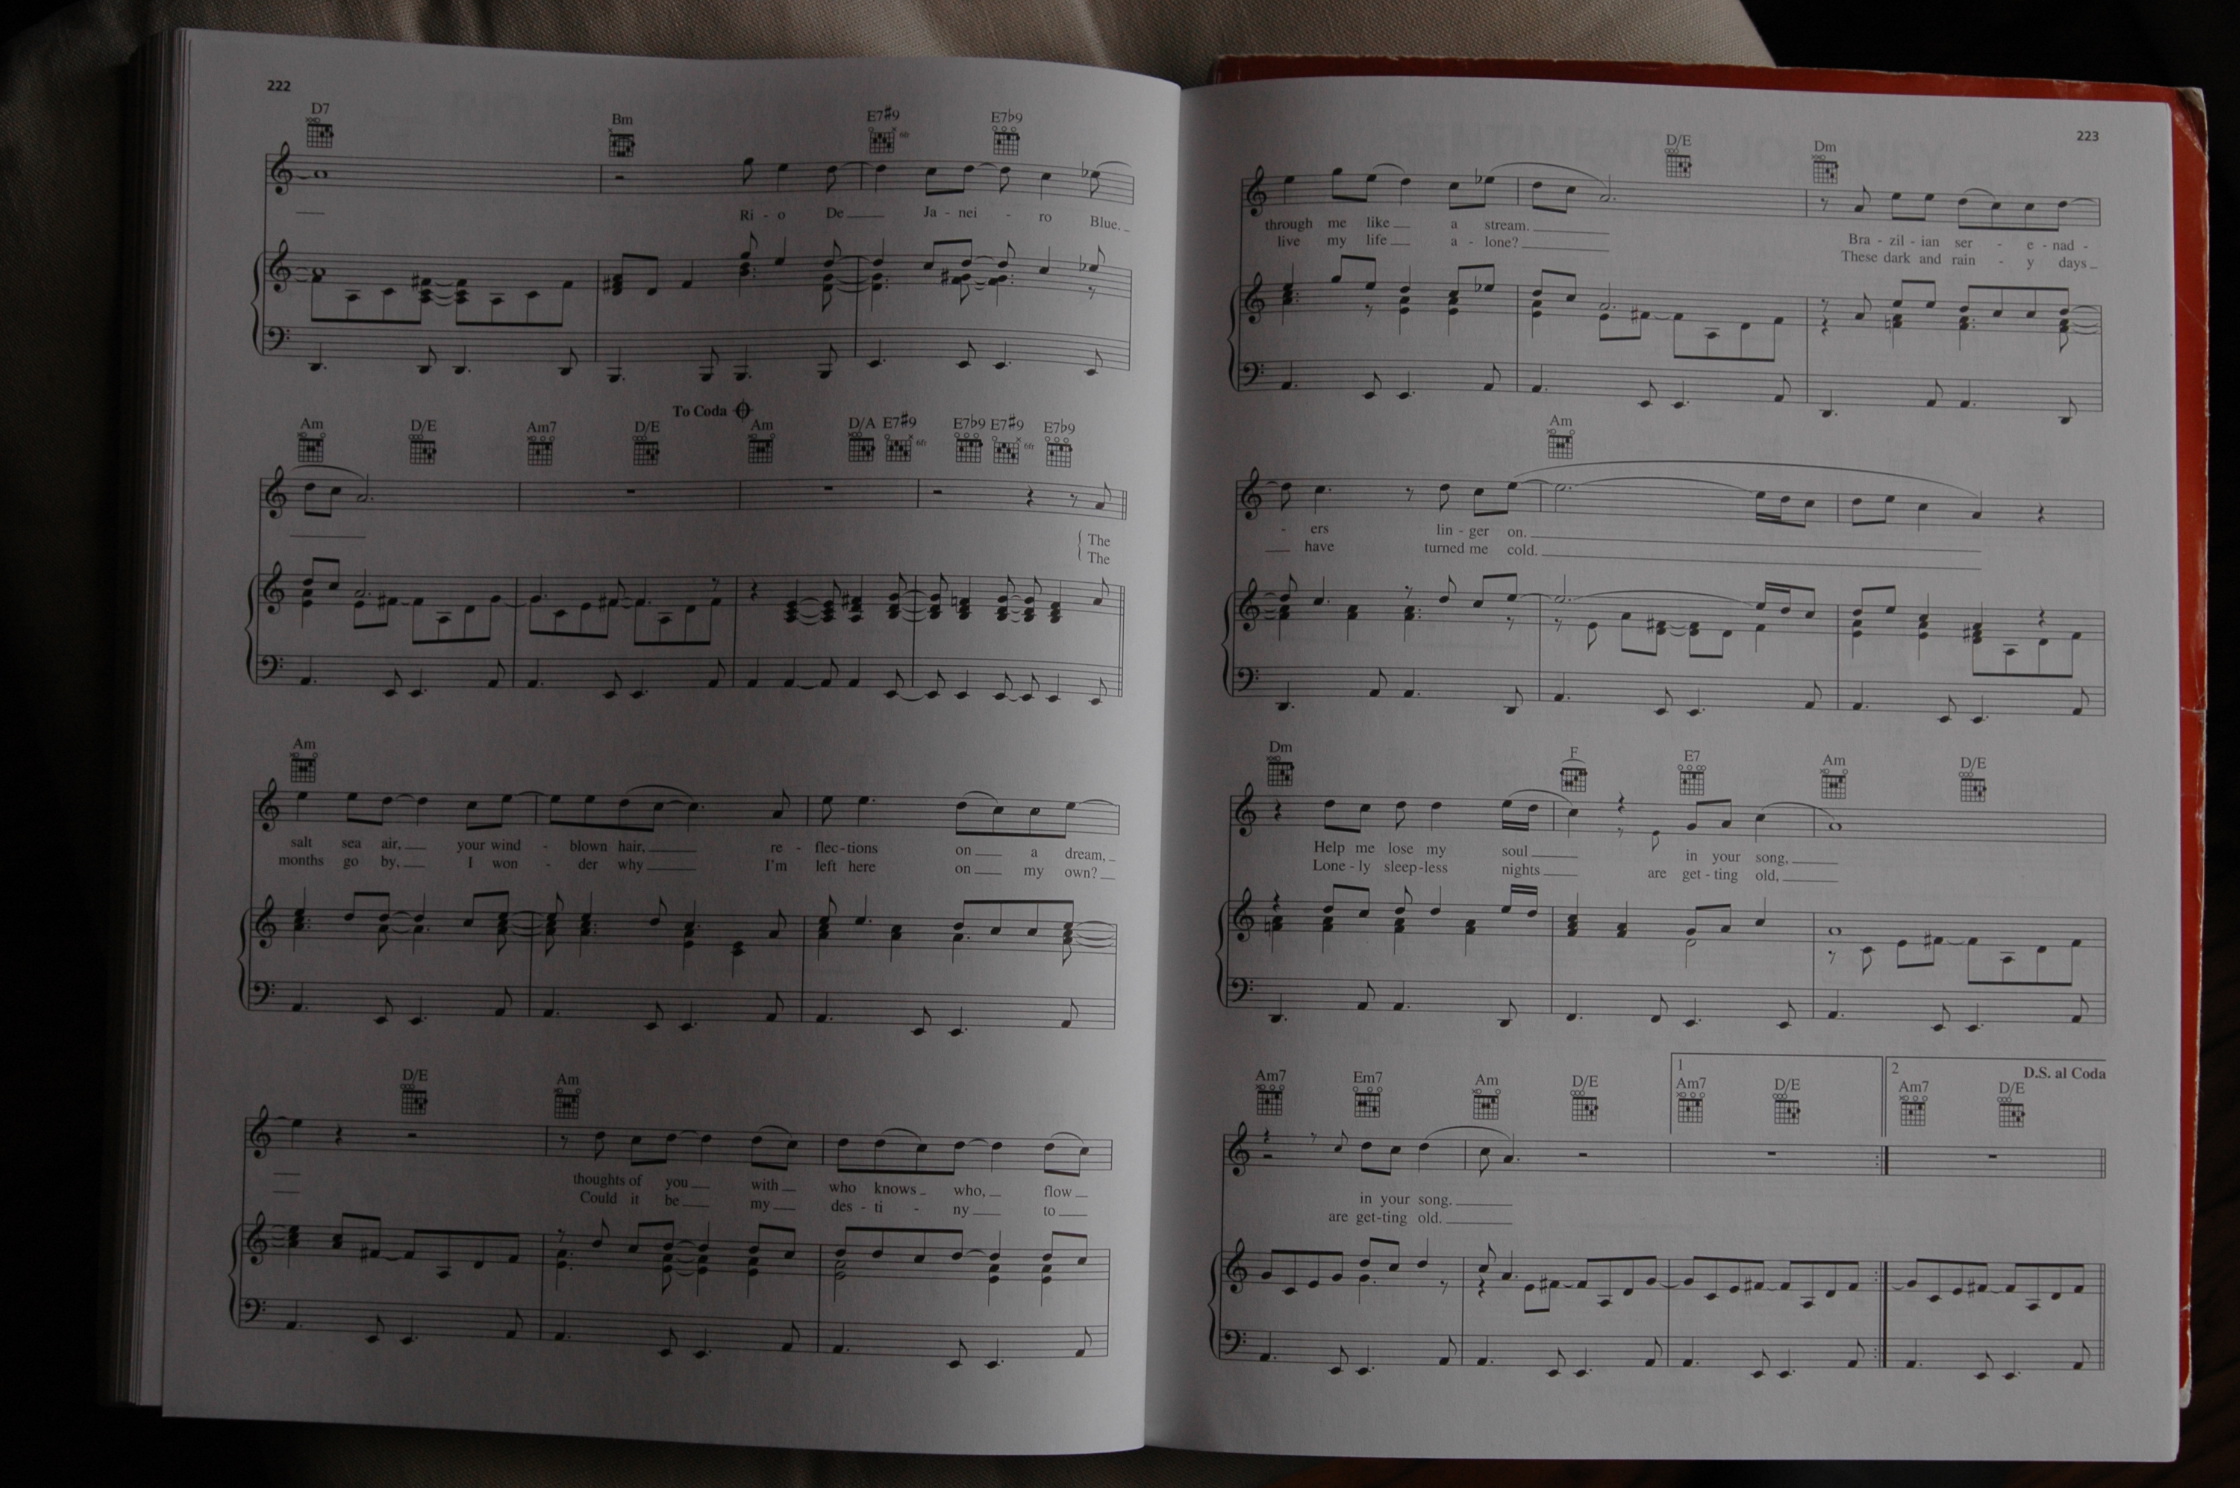 222
D7 Bm E7#9 E7b9
6fr
Ri - o De Ja - nei - ro Blue.
To Coda
Am D/E Am7 D/E Am D/A E7#9 E7b9 E7#9 E7b9
6fr 6fr
The
The
Am
salt sea air, your wind - blown hair, re - flec - tions on a dream,
months go by, I won - der why I'm left here on my own?
D/E Am
thoughts of you with who knows who, flow
Could it be my des - ti - ny to
223
D/E Dm
through me like a stream. Bra - zil - ian ser - e - nad -
live my life a - lone? These dark and rain - y days
Am
- ers lin - ger on.
have turned me cold.
Dm F E7 Am D/E
Help me lose my soul in your song,
Lone - ly sleep - less nights are get - ting old,
1 2 D.S. al Coda
Am7 Em7 Am D/E Am7 D/E Am7 D/E
in your song.
are get - ting old.